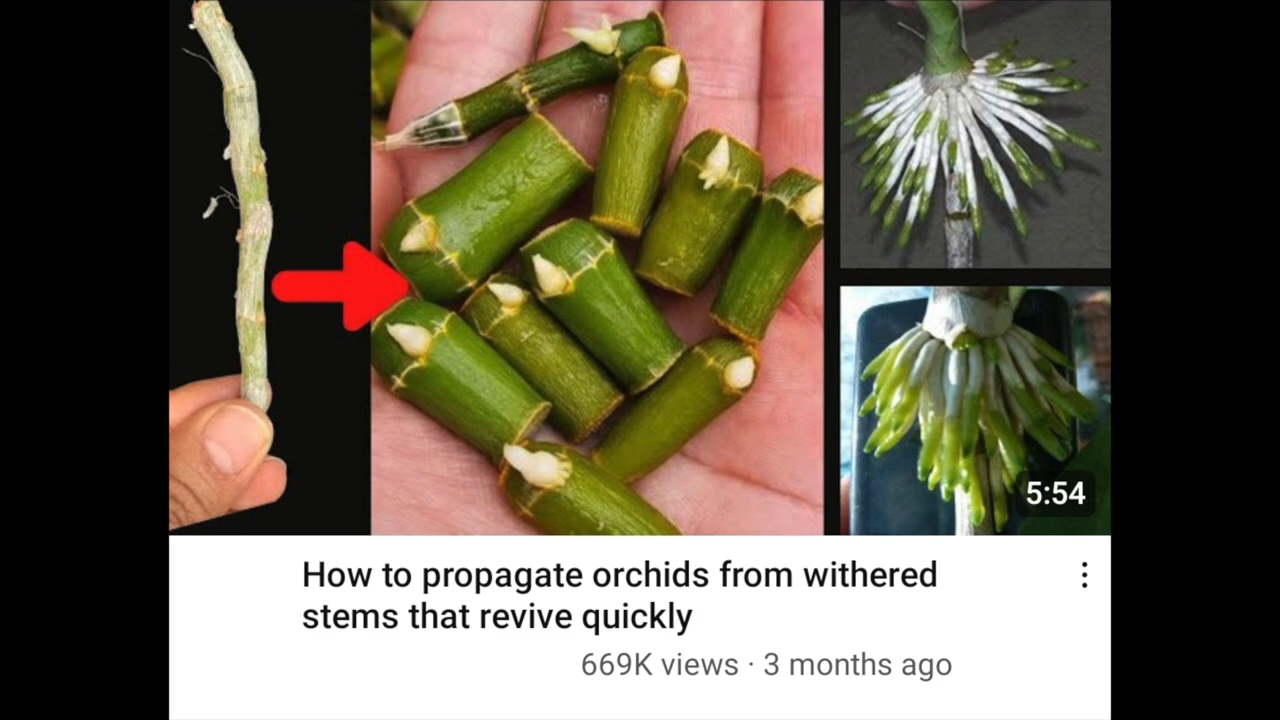 5:54
How to propagate orchids from withered
stems that revive quickly
669K views · 3 months ago